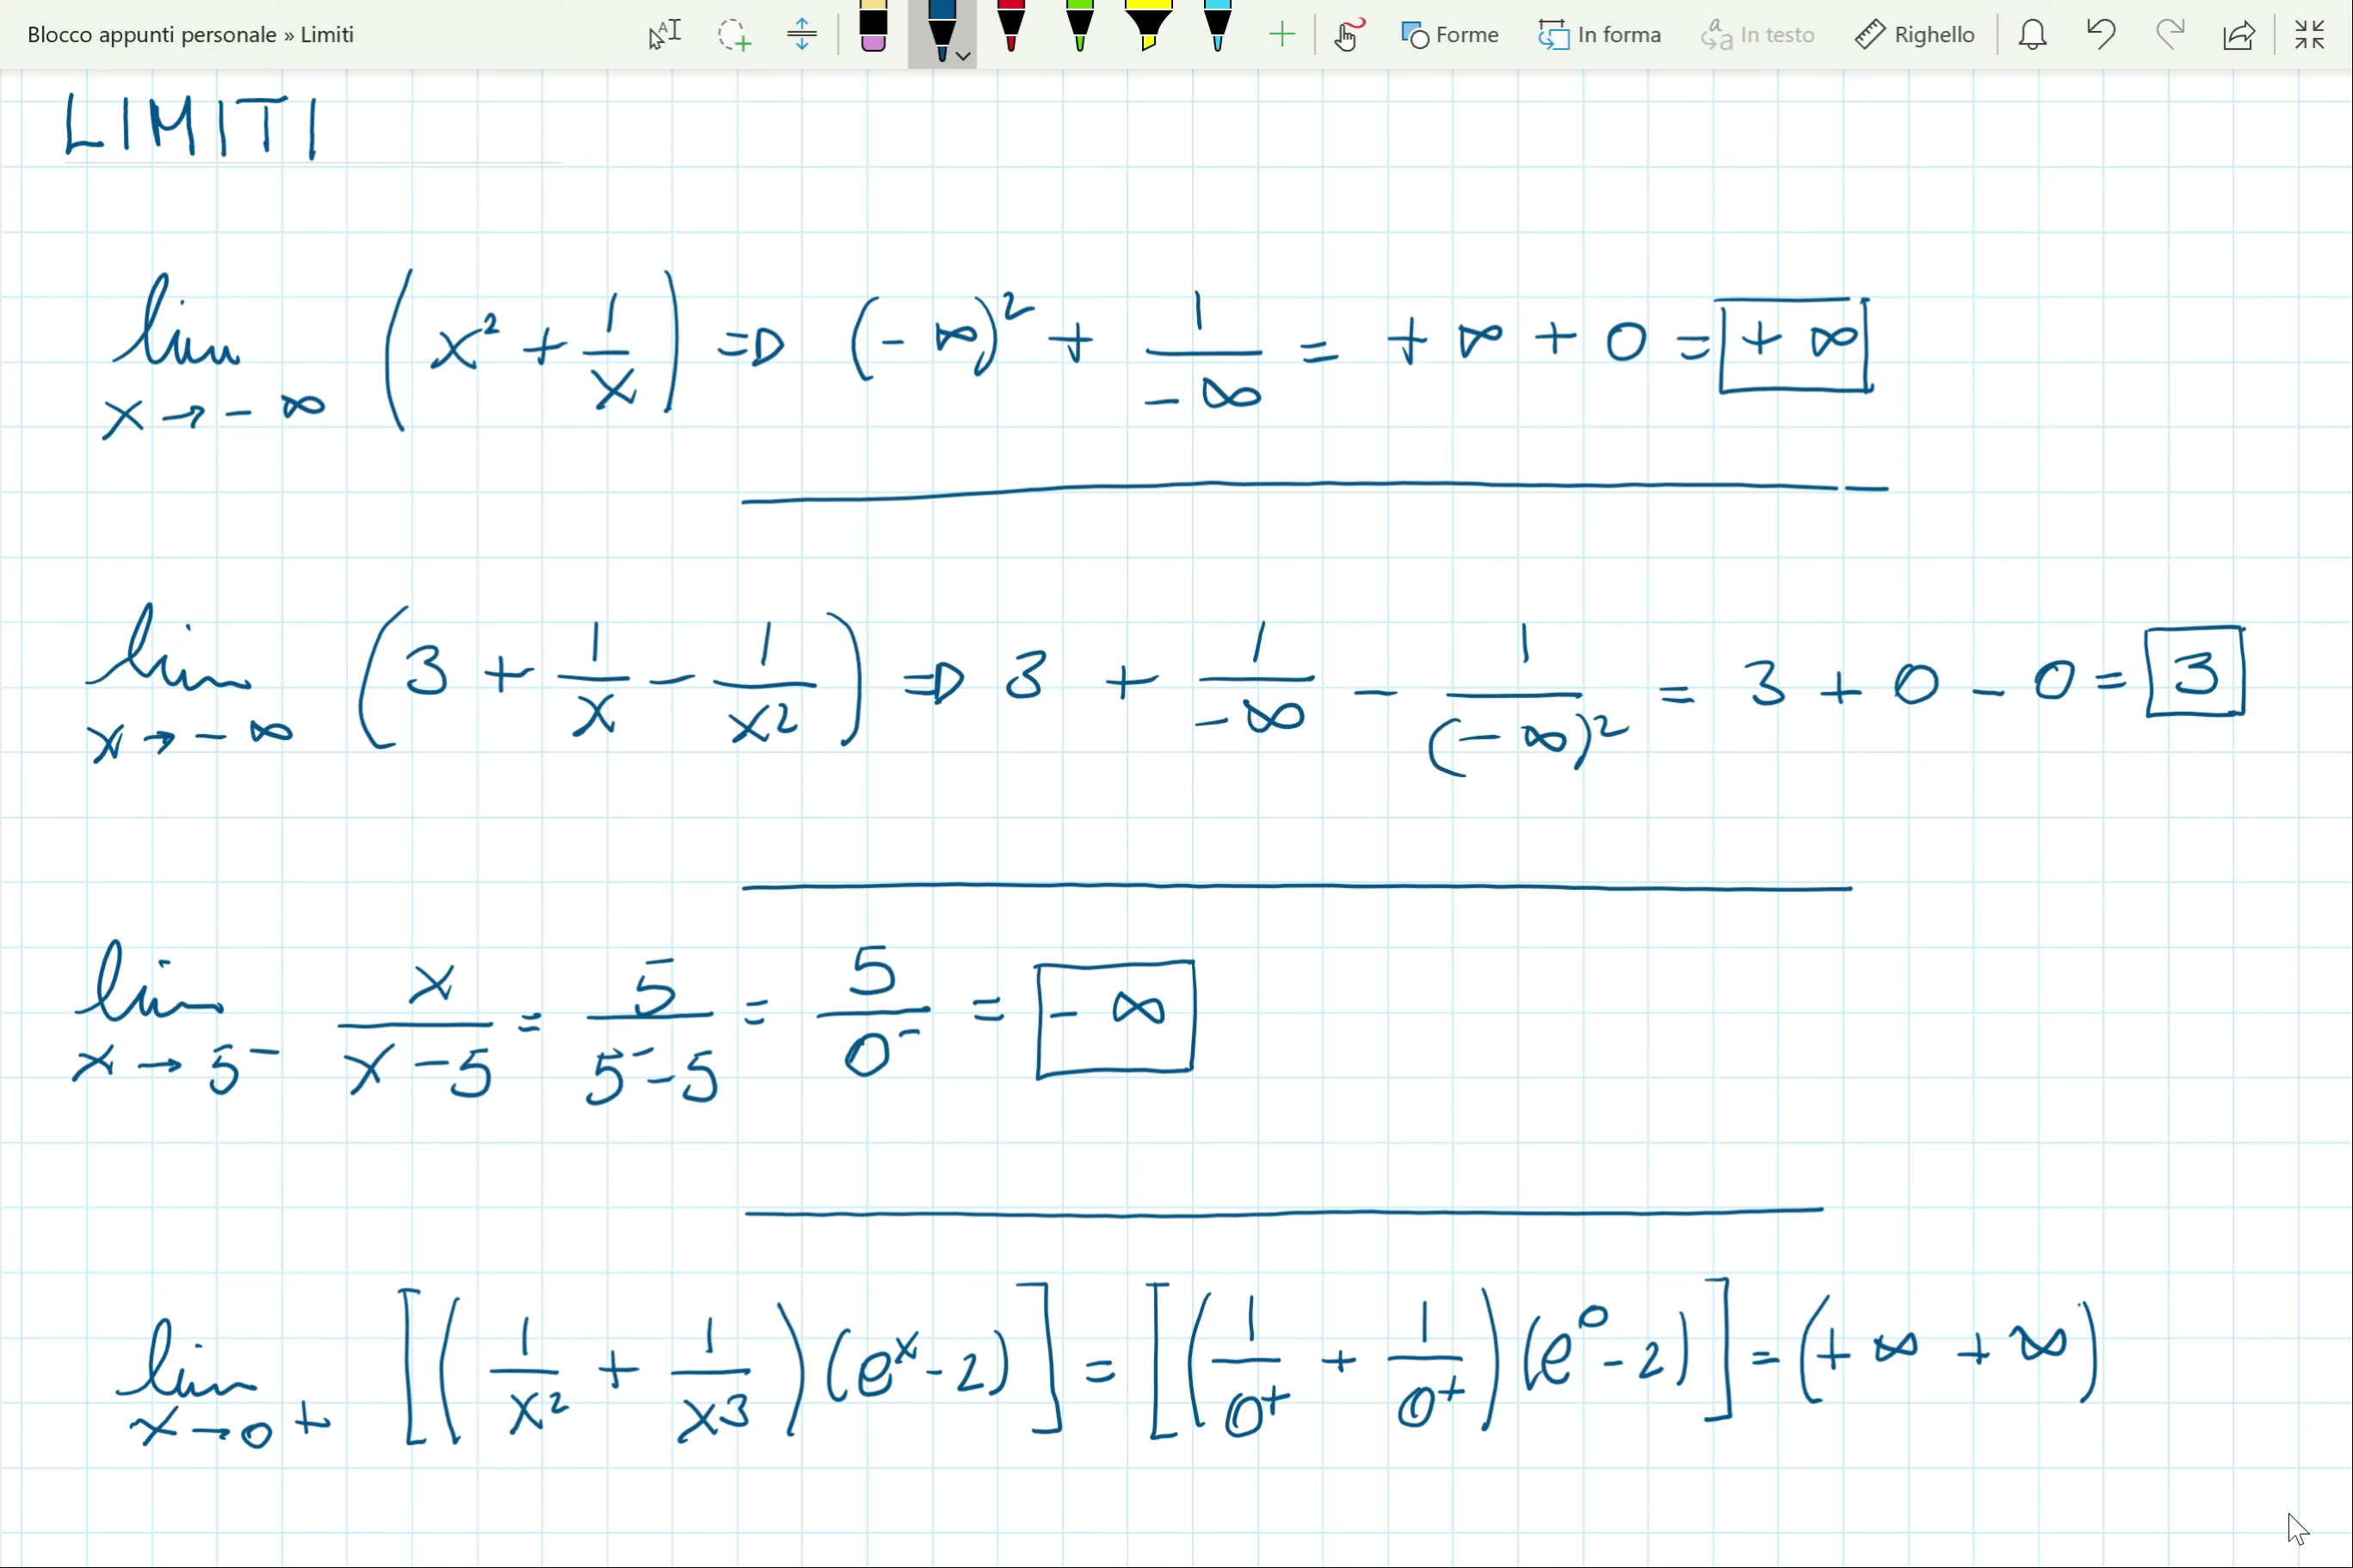 Blocco appunti personale » Limiti Forme In forma In testo Righello
LIMITI
lim x→-∞ (x² + 1/x) => (-∞)² + 1/-∞ = +∞ + 0 = +∞
lim x→-∞ (3 + 1/x - 1/x²) => 3 + 1/-∞ - 1/(-∞)² = 3 + 0 - 0 = 3
lim x→5⁻ x/(x-5) = 5/(5⁻-5) = 5/0⁻ = -∞
lim x→0+ [(1/x² + 1/x³)(eˣ-2)] = [(1/0⁺ + 1/0⁺)(e⁰-2)] = (+∞ +∞)